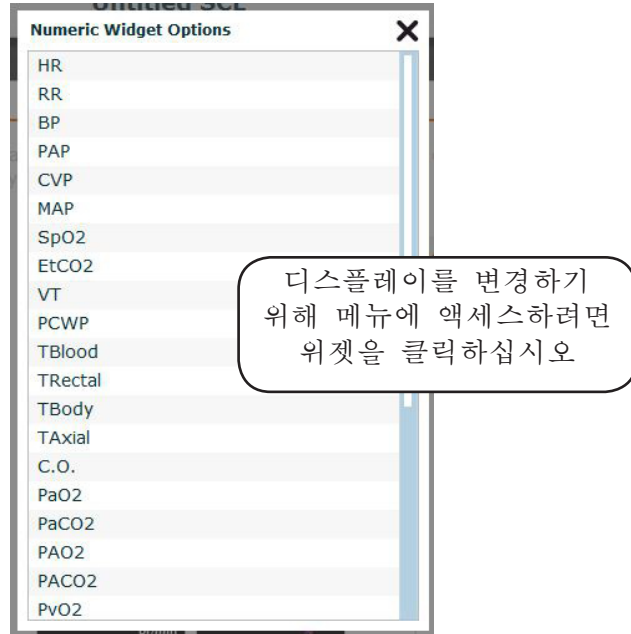 Untitled SCL
Numeric Widget Options
HR
RR
BP
PAP
CVP
MAP
SpO2
EtCO2
VT
PCWP
TBlood
TRectal
TBody
TAxial
C.O.
PaO2
PaCO2
PAO2
PACO2
PvO2
디스플레이를 변경하기
위해 메뉴에 액세스하려면
위젯을 클릭하십시오